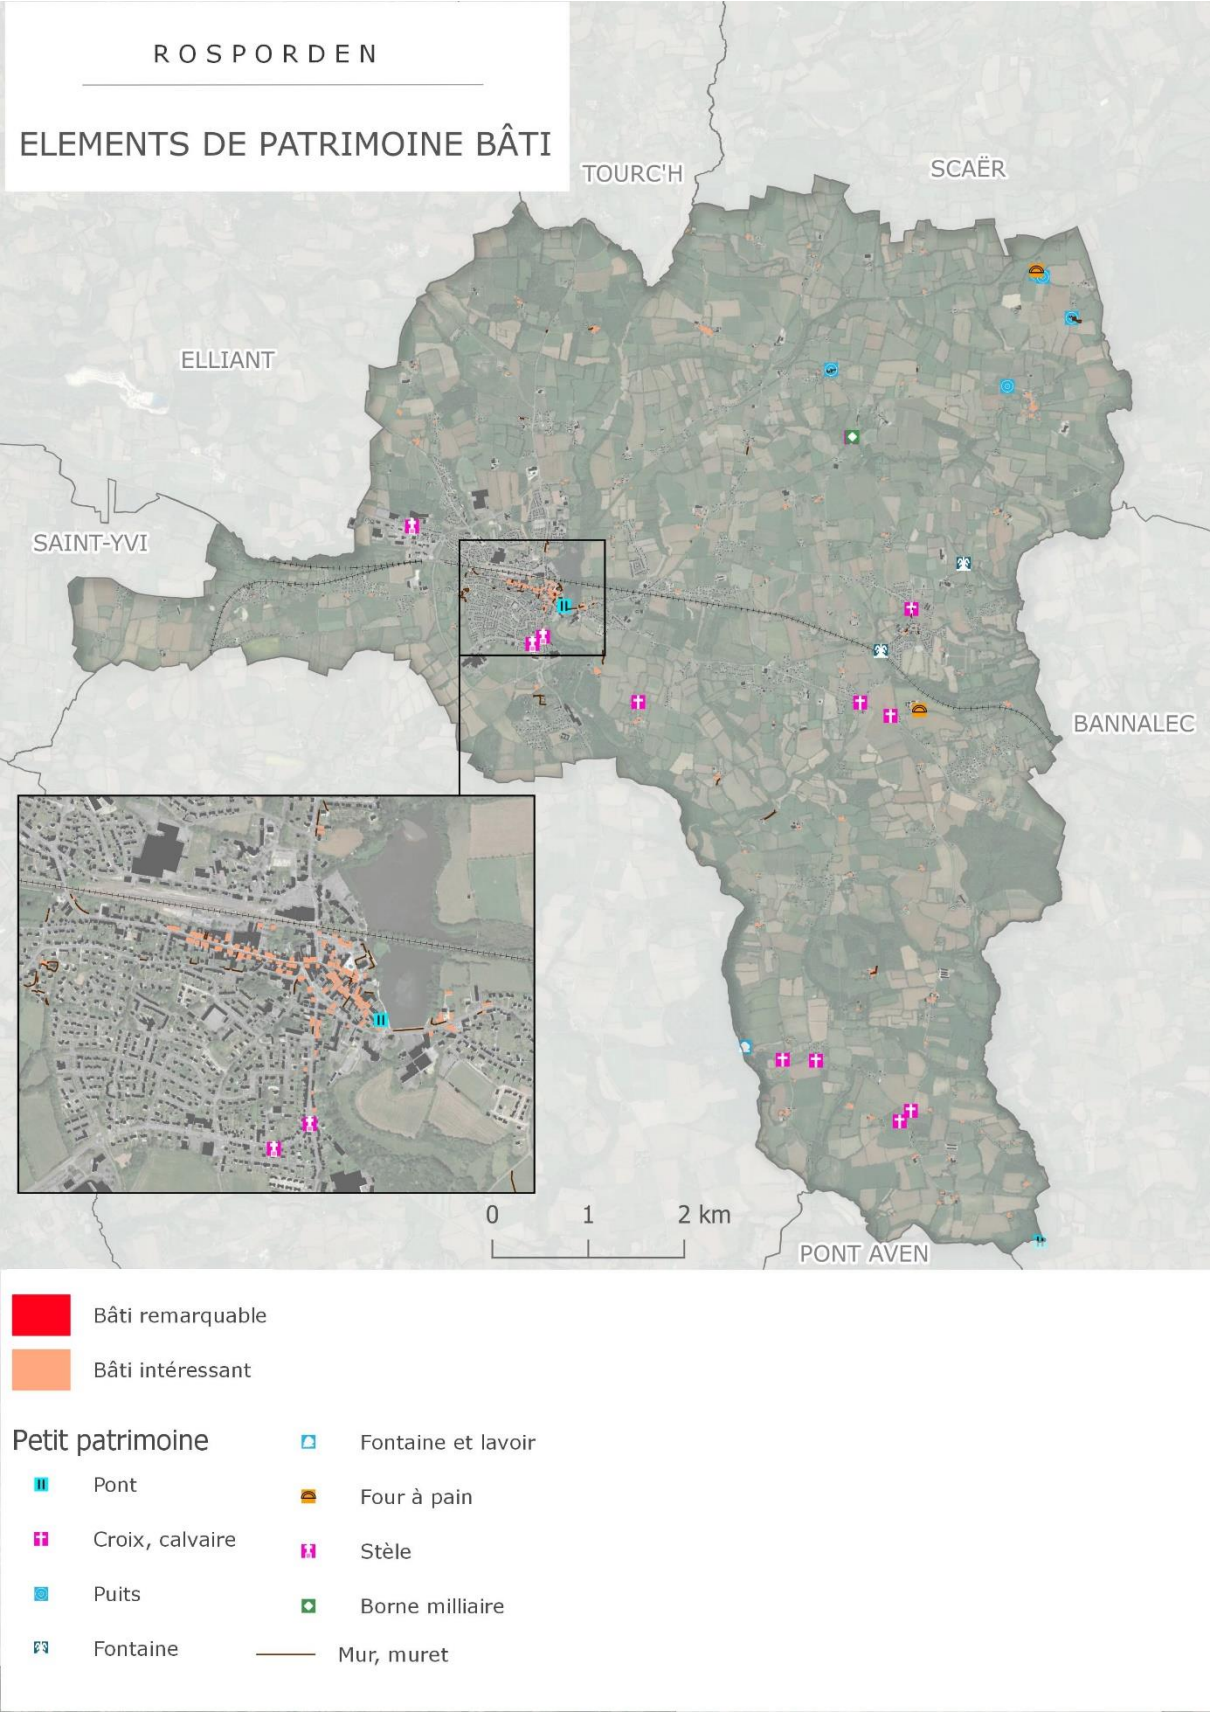 ROSPORDEN
ELEMENTS DE PATRIMOINE BÂTI
TOURC'H
SCAËR
ELLIANT
SAINT-YVI
BANNALEC
0 1 2 km
PONT AVEN
Bâti remarquable
Bâti intéressant
Petit patrimoine
Pont
Croix, calvaire
Puits
Fontaine
Fontaine et lavoir
Four à pain
Stèle
Borne milliaire
Mur, muret